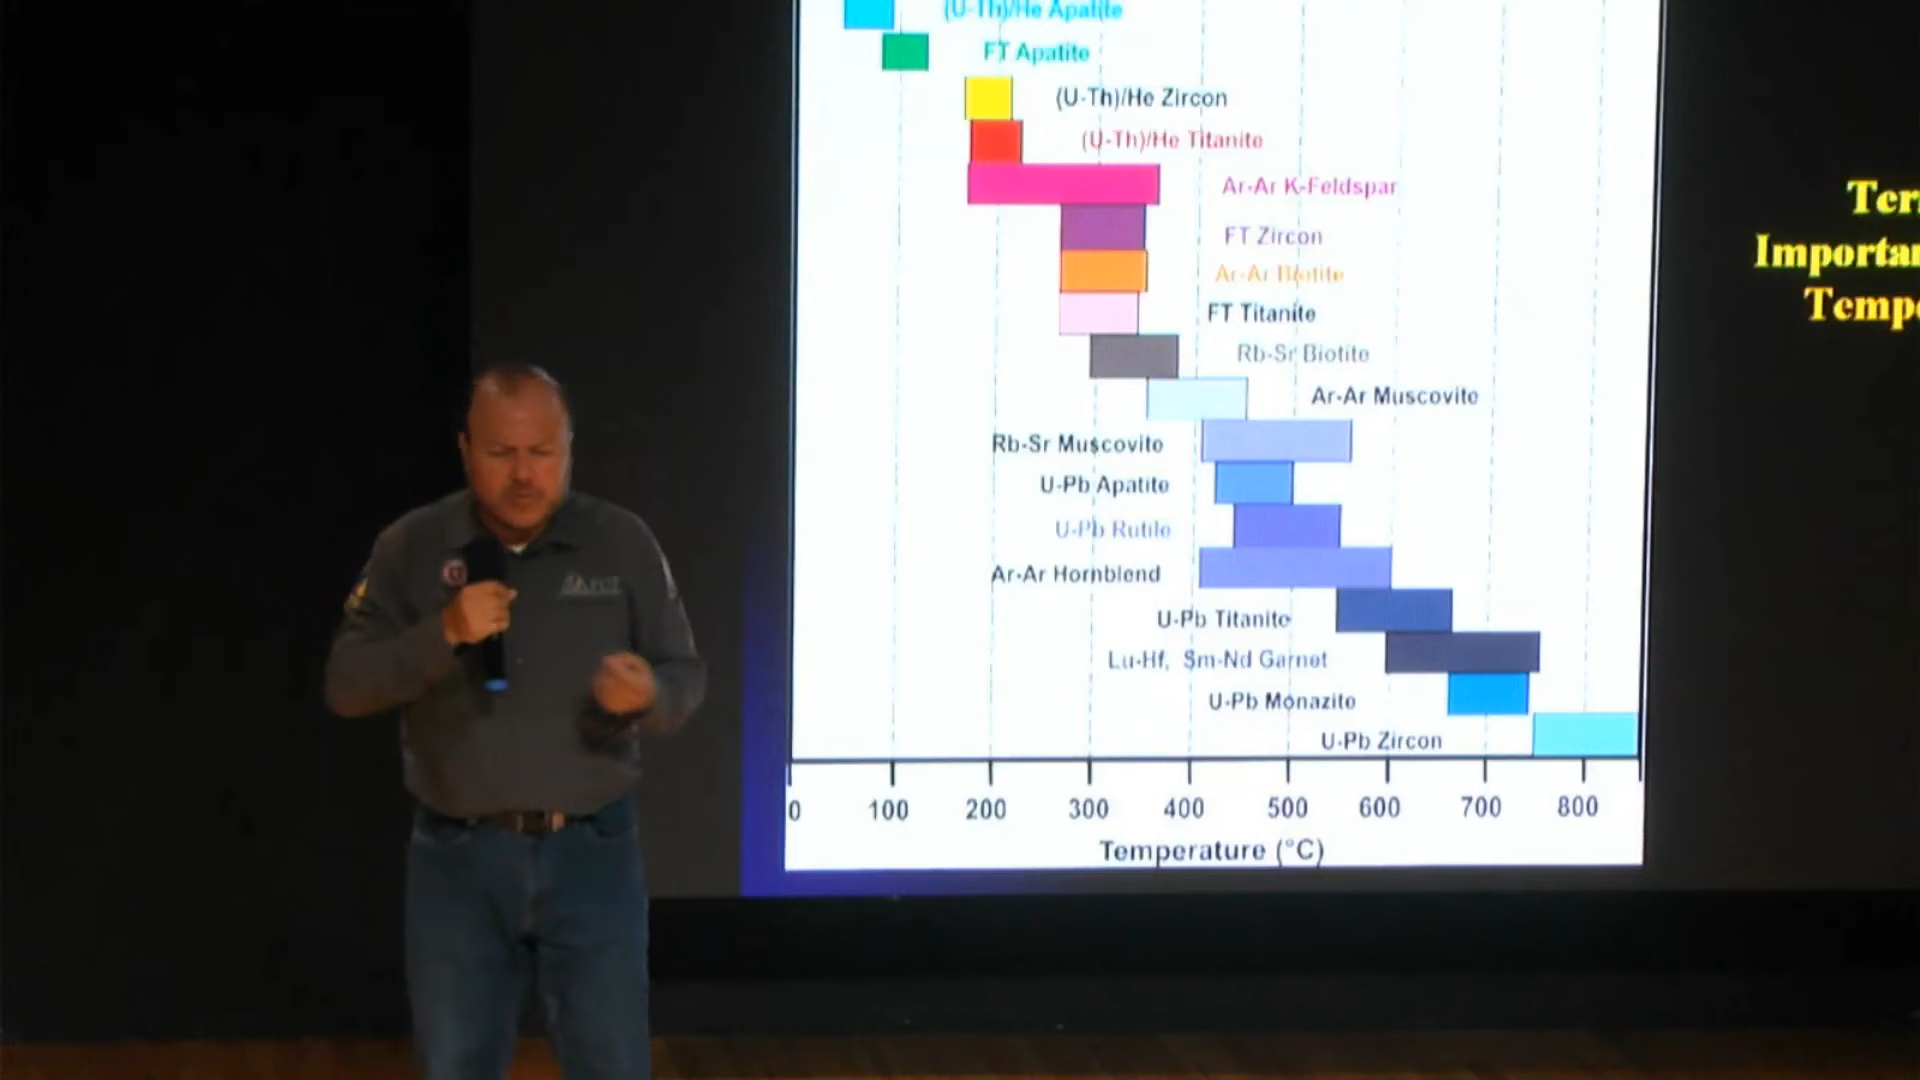 (U-Th)/He Apatite
FT Apatite
(U-Th)/He Zircon
(U-Th)/He Titanite
Ar-Ar K-Feldspar
FT Zircon
Ar-Ar Biotite
FT Titanite
Rb-Sr Biotite
Ar-Ar Muscovite
Rb-Sr Muscovite
U-Pb Apatite
U-Pb Rutile
Ar-Ar Hornblend
U-Pb Titanite
Lu-Hf, Sm-Nd Garnet
U-Pb Monazite
U-Pb Zircon
0 100 200 300 400 500 600 700 800
Temperature (°C)
Importan
Tempe